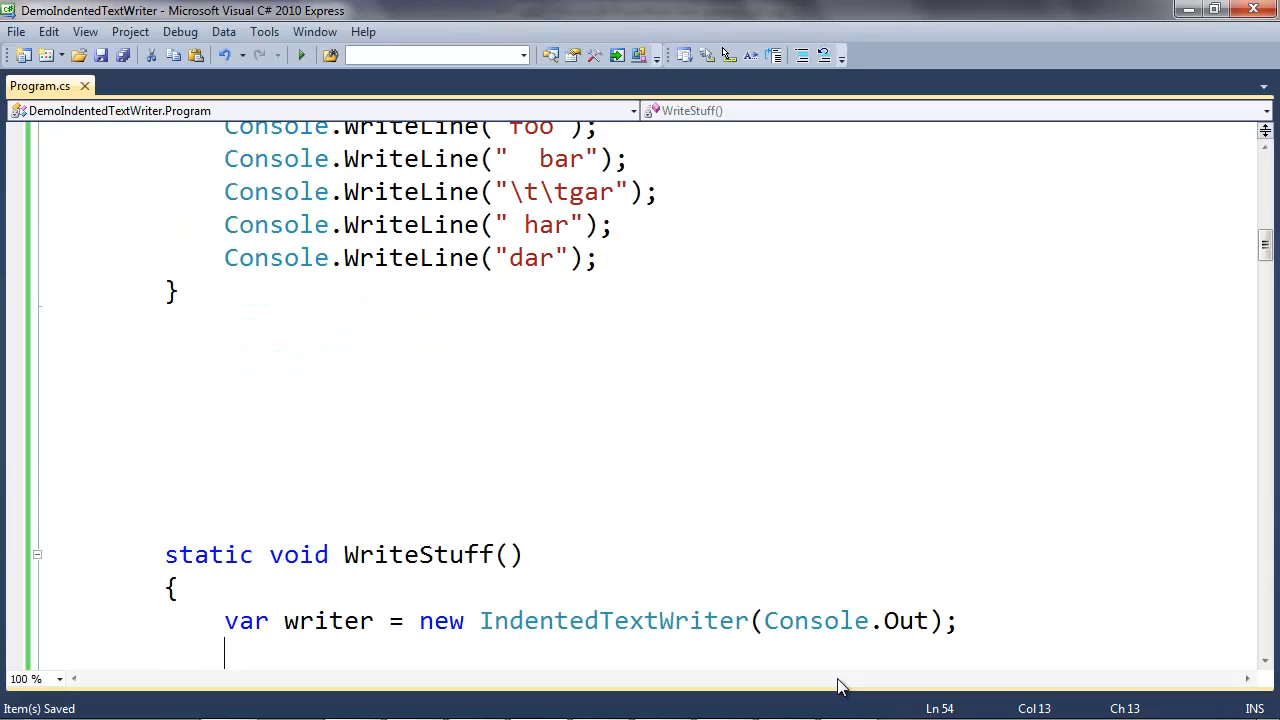 DemoIndentedTextWriter - Microsoft Visual C# 2010 Express
File Edit View Project Debug Data Tools Window Help
Program.cs
DemoIndentedTextWriter.Program WriteStuff()
Console.WriteLine("foo");
Console.WriteLine("  bar");
Console.WriteLine("\t\tgar");
Console.WriteLine(" har");
Console.WriteLine("dar");
}
static void WriteStuff()
{
var writer = new IndentedTextWriter(Console.Out);
100 %
Item(s) Saved Ln 54 Col 13 Ch 13 INS